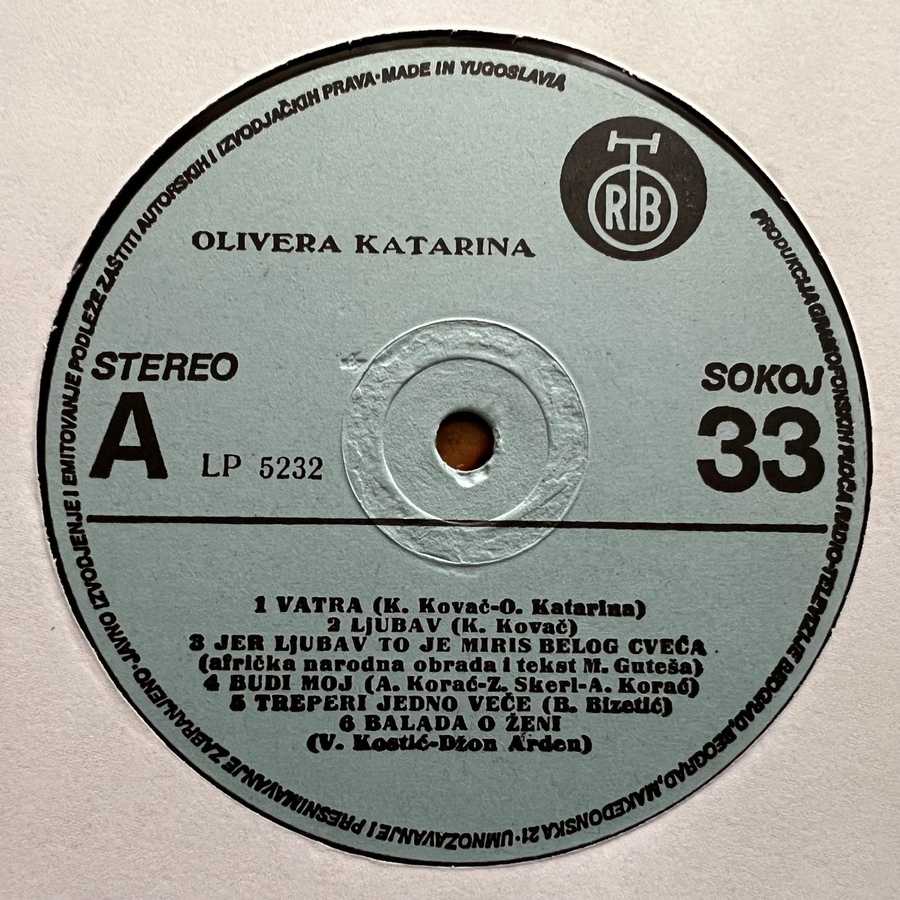 PRODUKCIJA GRAMOFONSKIH PLOČA RADIO-TELEVIZIJE BEOGRAD, BEOGRAD, MAKEDONSKA 21 · UMNOŽAVANJE I PRESNIMAVANJE ZABRANJENO · JAVNO IZVODJENJE I EMITOVANJE PODLEŽE ZAŠTITI AUTORSKIH I IZVODJAČKIH PRAVA · MADE IN YUGOSLAVIA
RTB
OLIVERA KATARINA
STEREO
SOKOJ
A
LP 5232
33
1 VATRA (K. Kovač-O. Katarina)
2 LJUBAV (K. Kovač)
3 JER LJUBAV TO JE MIRIS BELOG CVEĆA
(afrička narodna obrada i tekst M. Guteša)
4 BUDI MOJ (A. Korać-Z. Skerl-A. Korać)
5 TREPERI JEDNO VEČE (B. Bizetić)
6 BALADA O ŽENI
(V. Kostić-Džon Arden)